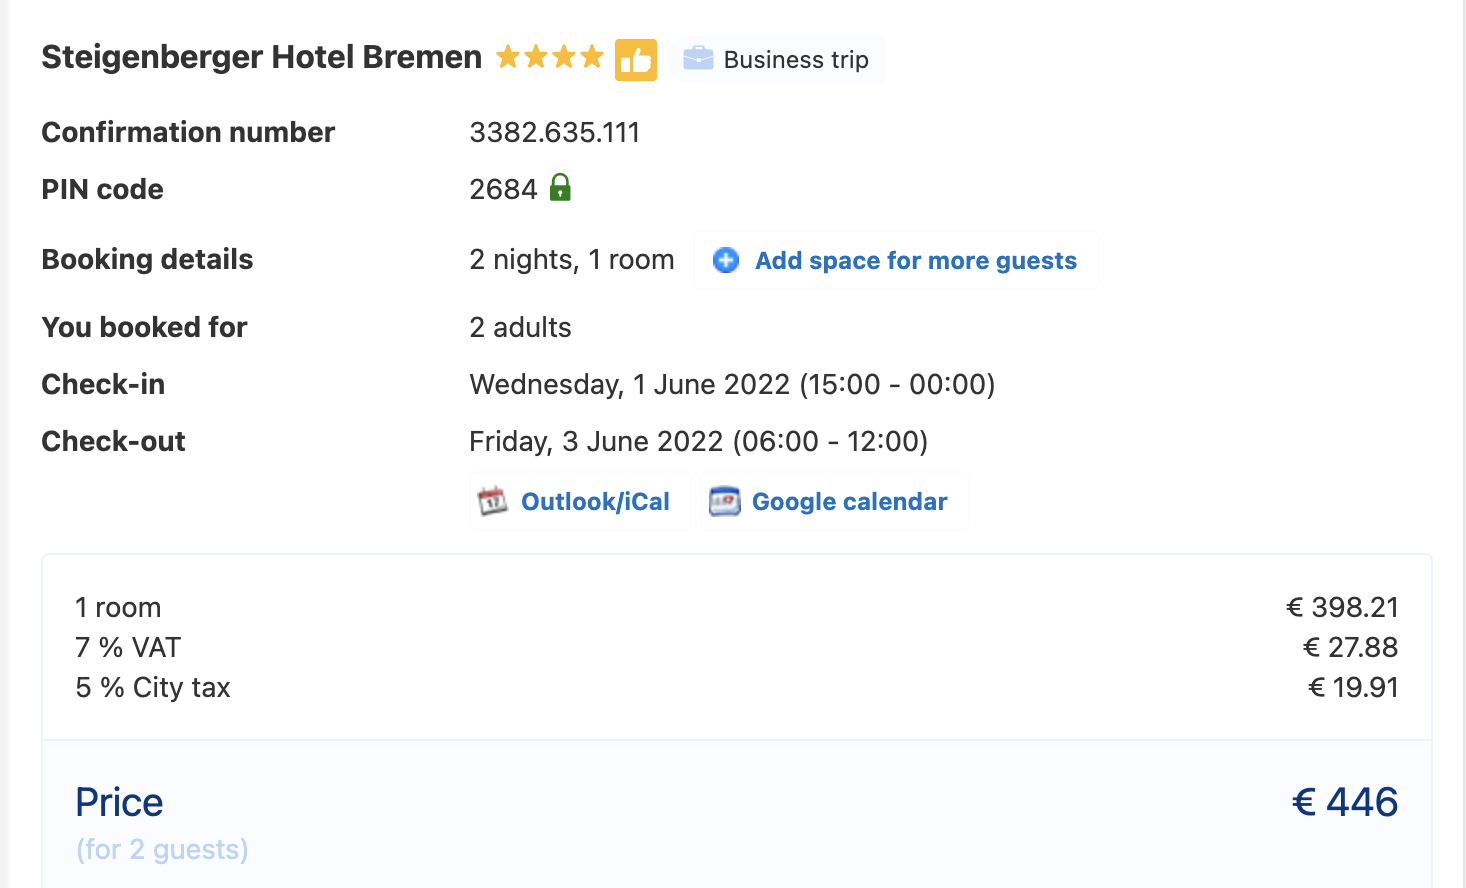 Steigenberger Hotel Bremen Business trip
Confirmation number 3382.635.111
PIN code 2684
Booking details 2 nights, 1 room Add space for more guests
You booked for 2 adults
Check-in Wednesday, 1 June 2022 (15:00 - 00:00)
Check-out Friday, 3 June 2022 (06:00 - 12:00)
17 Outlook/iCal Google calendar
1 room € 398.21
7 % VAT € 27.88
5 % City tax € 19.91
Price € 446
(for 2 guests)